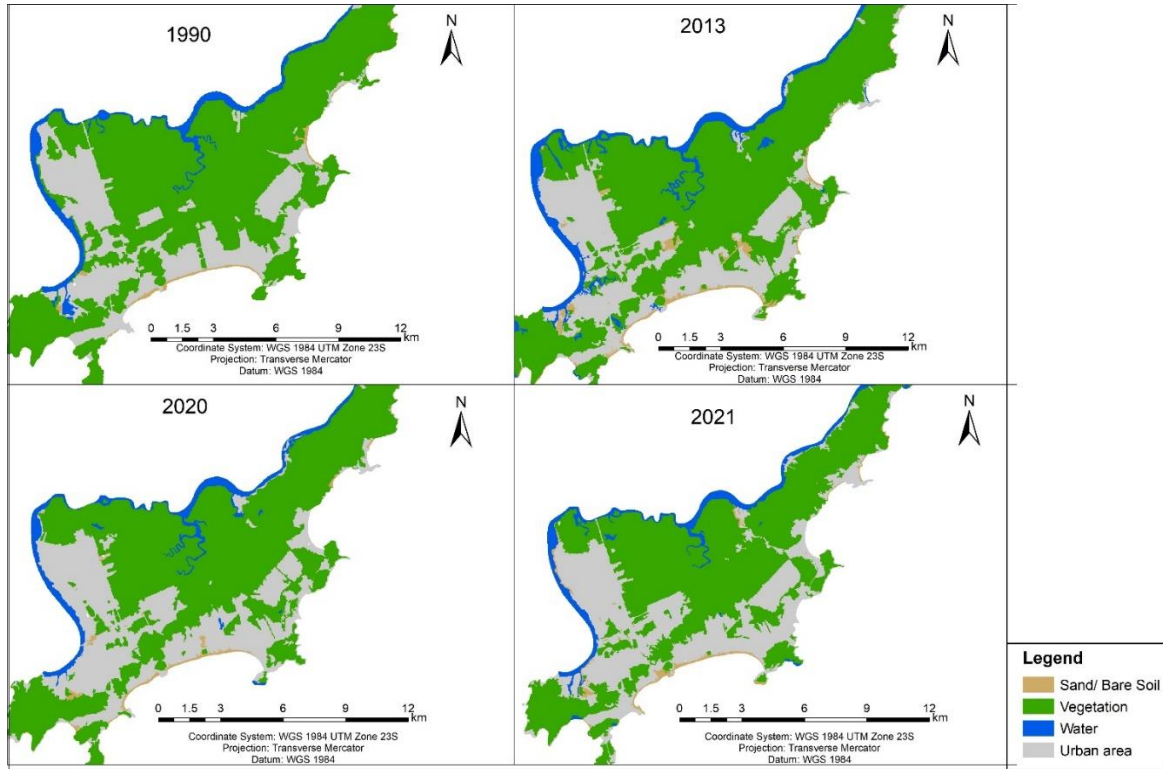 1990
N
0 1.5 3 6 9 12
km
Coordinate System: WGS 1984 UTM Zone 23S
Projection: Transverse Mercator
Datum: WGS 1984
2013
N
0 1.5 3 6 9 12
km
Coordinate System: WGS 1984 UTM Zone 23S
Projection: Transverse Mercator
Datum: WGS 1984
2020
N
0 1.5 3 6 9 12
km
Coordinate System: WGS 1984 UTM Zone 23S
Projection: Transverse Mercator
Datum: WGS 1984
2021
N
0 1.5 3 6 9 12
km
Coordinate System: WGS 1984 UTM Zone 23S
Projection: Transverse Mercator
Datum: WGS 1984
Legend
Sand/ Bare Soil
Vegetation
Water
Urban area